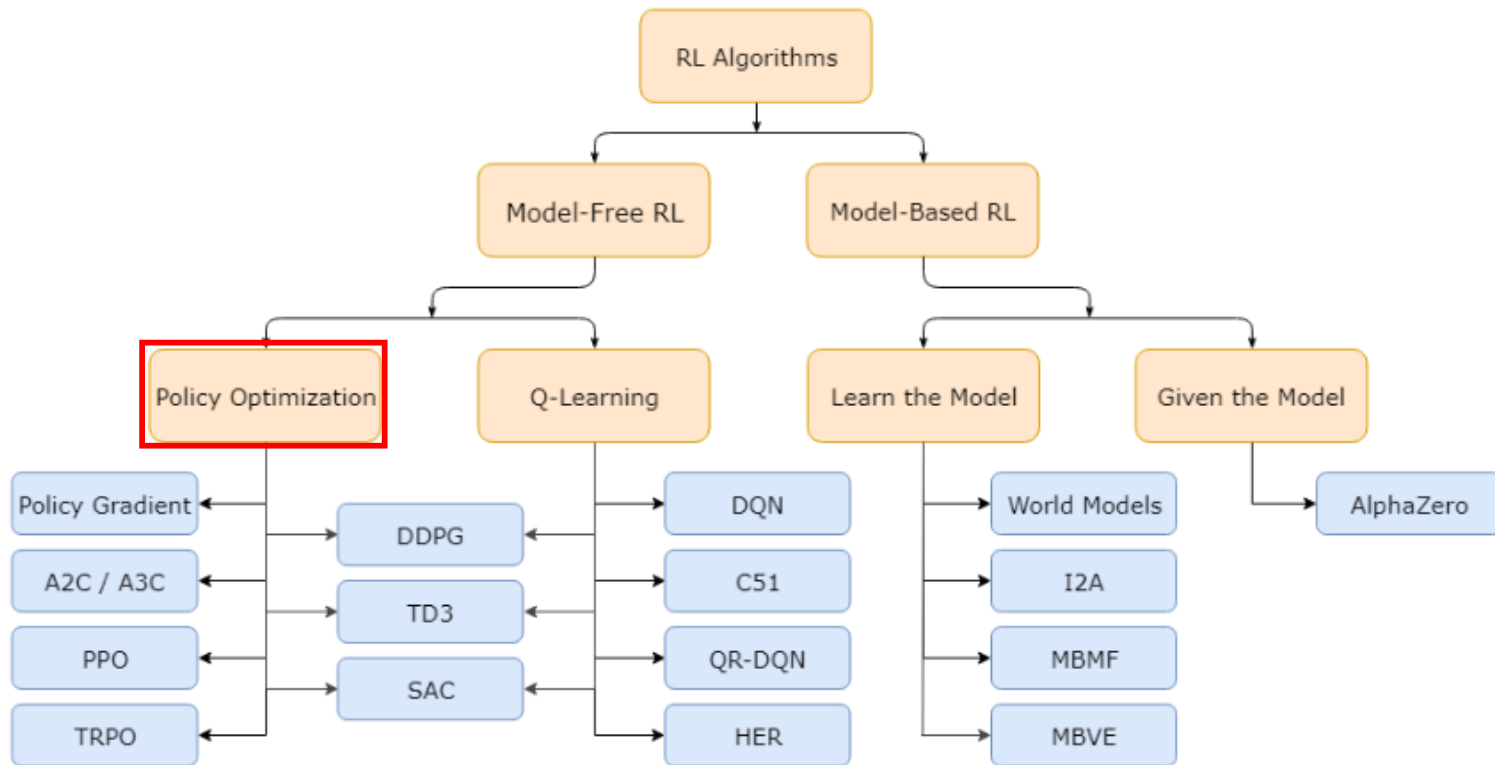 RL Algorithms
Model-Free RL
Model-Based RL
Policy Optimization
Q-Learning
Learn the Model
Given the Model
Policy Gradient
DDPG
DQN
World Models
AlphaZero
A2C / A3C
TD3
C51
I2A
PPO
SAC
QR-DQN
MBMF
TRPO
HER
MBVE